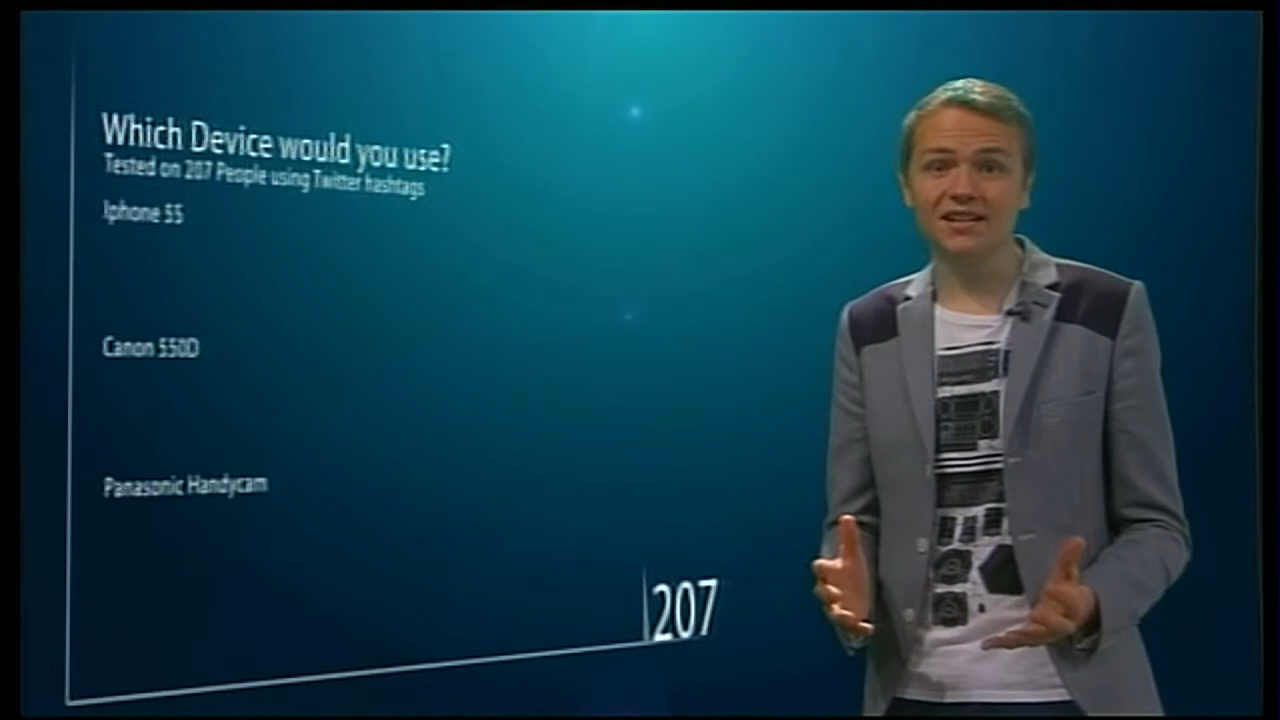 Which Device would you use?
Tested on 207 People using Twitter hashtags
Iphone 5S
Canon 550D
Panasonic Handycam
207